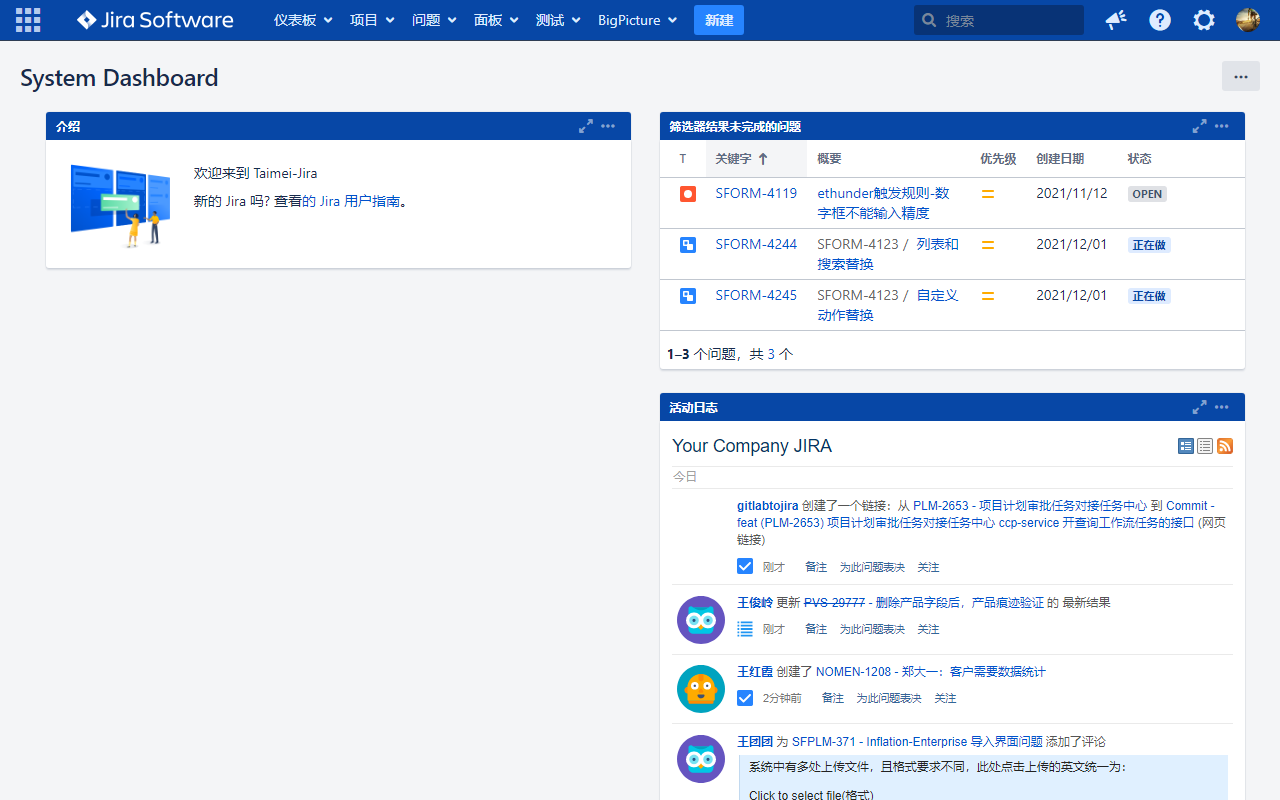 Jira Software 仪表板 项目 问题 面板 测试 BigPicture 新建 搜索
System Dashboard
介绍
欢迎来到 Taimei-Jira
新的 Jira 吗? 查看的 Jira 用户指南。
筛选器结果未完成的问题
T 关键字 概要 优先级 创建日期 状态
SFORM-4119 ethunder触发规则-数 2021/11/12 OPEN
字框不能输入精度
SFORM-4244 SFORM-4123 / 列表和 2021/12/01 正在做
搜索替换
SFORM-4245 SFORM-4123 / 自定义 2021/12/01 正在做
动作替换
1–3 个问题，共 3 个
活动日志
Your Company JIRA
今日
gitlabtojira 创建了一个链接：从 PLM-2653 - 项目计划审批任务对接任务中心 到 Commit -
feat (PLM-2653) 项目计划审批任务对接任务中心 ccp-service 开查询工作流任务的接口 (网页
链接)
刚才 备注 为此问题表决 关注
王俊岭 更新 PVS-29777 - 删除产品字段后，产品痕迹验证 的 最新结果
刚才 备注 为此问题表决 关注
王红霞 创建了 NOMEN-1208 - 郑大一：客户需要数据统计
2分钟前 备注 为此问题表决 关注
王团团 为 SFPLM-371 - Inflation-Enterprise 导入界面问题 添加了评论
系统中有多处上传文件，且格式要求不同，此处点击上传的英文统一为：
Click to select file(格式)